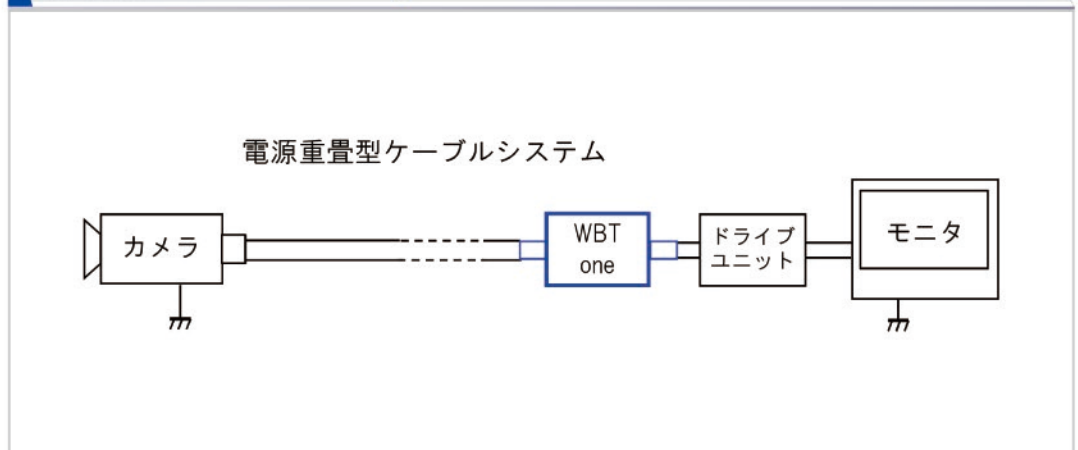 電源重畳型ケーブルシステム
カメラ
WBT
one
ドライブ
ユニット
モニタ